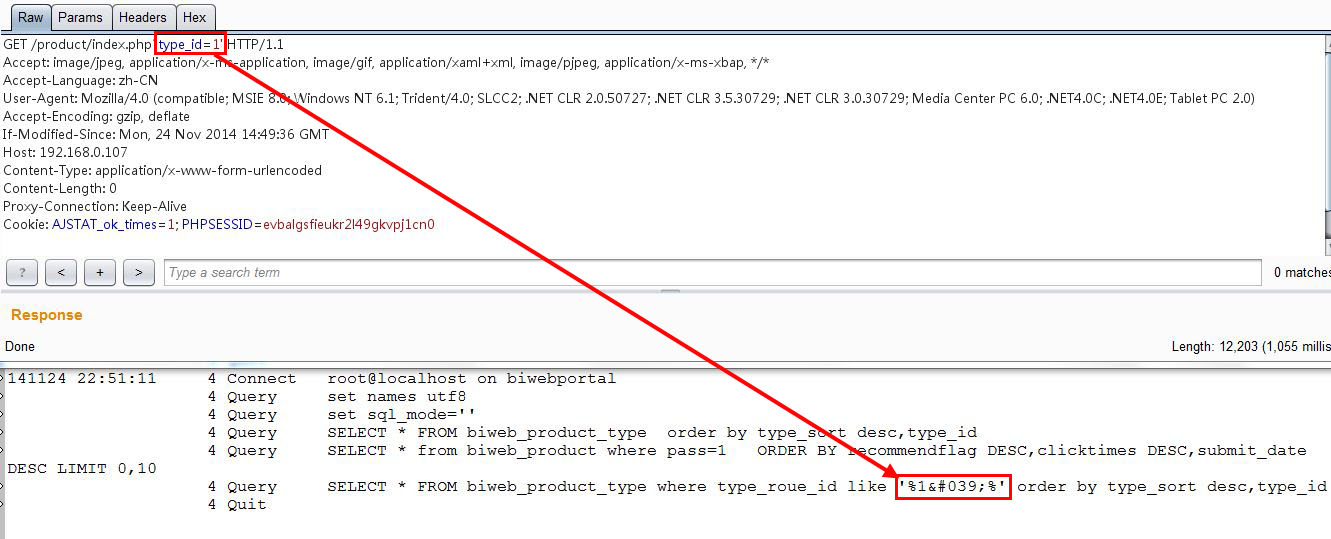 Raw Params Headers Hex
GET /product/index.php type_id=1' HTTP/1.1
Accept: image/jpeg, application/x-ms-application, image/gif, application/xaml+xml, image/pjpeg, application/x-ms-xbap, */*
Accept-Language: zh-CN
User-Agent: Mozilla/4.0 (compatible; MSIE 8.0; Windows NT 6.1; Trident/4.0; SLCC2; .NET CLR 2.0.50727; .NET CLR 3.5.30729; .NET CLR 3.0.30729; Media Center PC 6.0; .NET4.0C; .NET4.0E; Tablet PC 2.0)
Accept-Encoding: gzip, deflate
If-Modified-Since: Mon, 24 Nov 2014 14:49:36 GMT
Host: 192.168.0.107
Content-Type: application/x-www-form-urlencoded
Content-Length: 0
Proxy-Connection: Keep-Alive
Cookie: AJSTAT_ok_times=1; PHPSESSID=evbalgsfieukr2l49gkvpj1cn0
? < + > Type a search term 0 matches
Response
Done Length: 12,203 (1,055 millis
141124 22:51:11 4 Connect root@localhost on biwebportal
4 Query set names utf8
4 Query set sql_mode=''
4 Query SELECT * FROM biweb_product_type order by type_sort desc,type_id
4 Query SELECT * from biweb_product where pass=1 ORDER BY recommendflag DESC,clicktimes DESC,submit_date
DESC LIMIT 0,10
4 Query SELECT * FROM biweb_product_type where type_roue_id like '%1&#039;%' order by type_sort desc,type_id
4 Quit